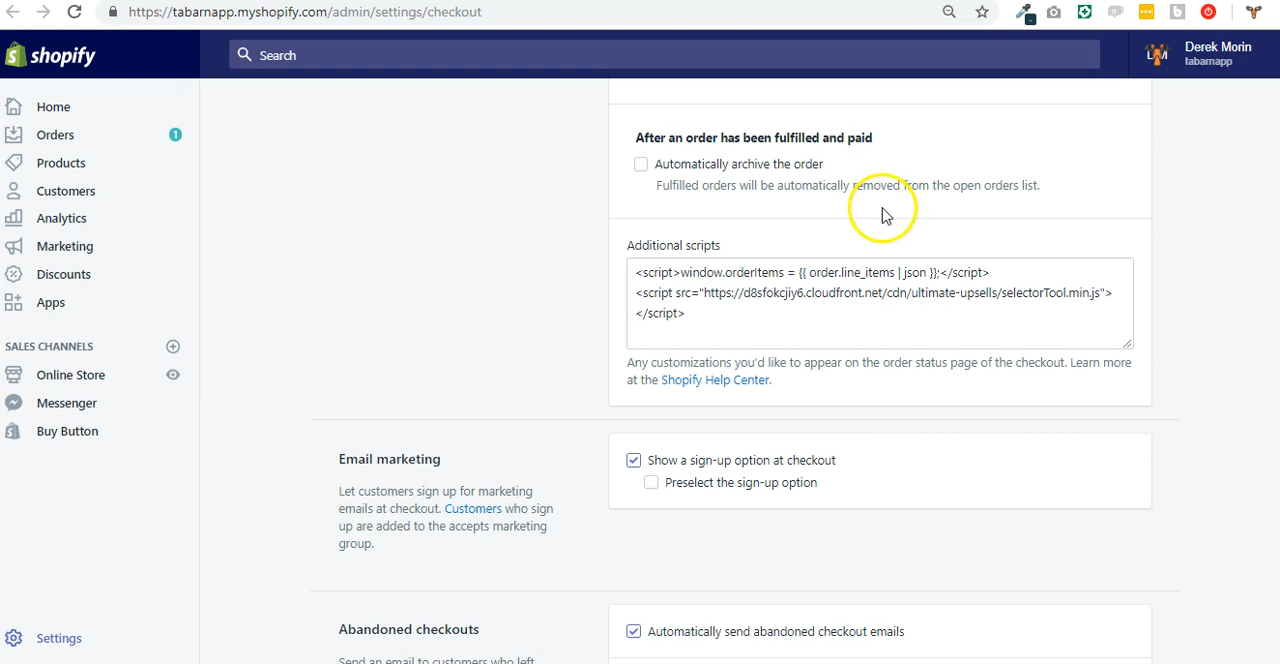 https://tabarnapp.myshopify.com/admin/settings/checkout
shopify
Search
Derek Morin
tabarnapp
Home
Orders
1
Products
Customers
Analytics
Marketing
Discounts
Apps
SALES CHANNELS
Online Store
Messenger
Buy Button
Settings
After an order has been fulfilled and paid
Automatically archive the order
Fulfilled orders will be automatically removed from the open orders list.
Additional scripts
<script>window.orderItems = {{ order.line_items | json }};</script>
<script src="https://d8sfokcjiy6.cloudfront.net/cdn/ultimate-upsells/selectorTool.min.js">
</script>
Any customizations you'd like to appear on the order status page of the checkout. Learn more
at the Shopify Help Center.
Email marketing
Let customers sign up for marketing
emails at checkout. Customers who sign
up are added to the accepts marketing
group.
Show a sign-up option at checkout
Preselect the sign-up option
Abandoned checkouts
Send an email to customers who left
Automatically send abandoned checkout emails